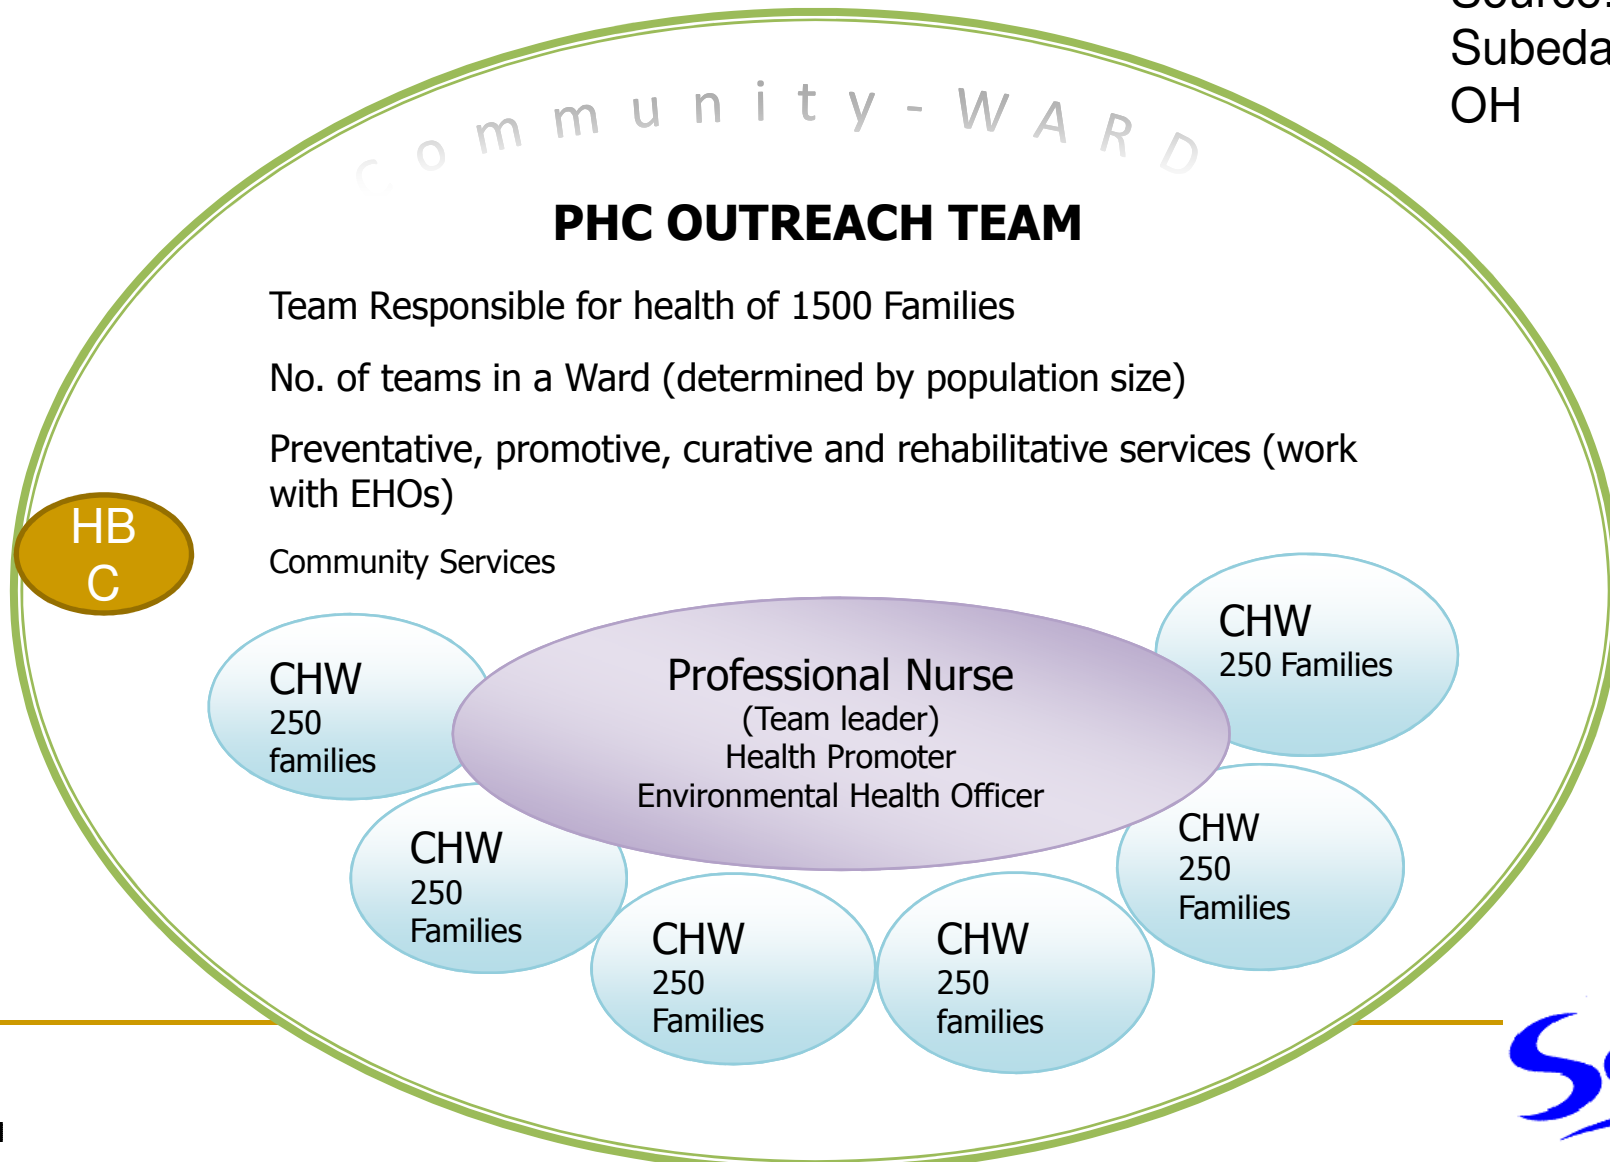 Subeda
OH
Community-WARD
PHC OUTREACH TEAM
Team Responsible for health of 1500 Families
No. of teams in a Ward (determined by population size)
Preventative, promotive, curative and rehabilitative services (work
with EHOs)
HB
C
Community Services
CHW
250 Families
CHW
250
families
Professional Nurse
(Team leader)
Health Promoter
Environmental Health Officer
CHW
250
Families
CHW
250
Families
CHW
250
Families
CHW
250
families